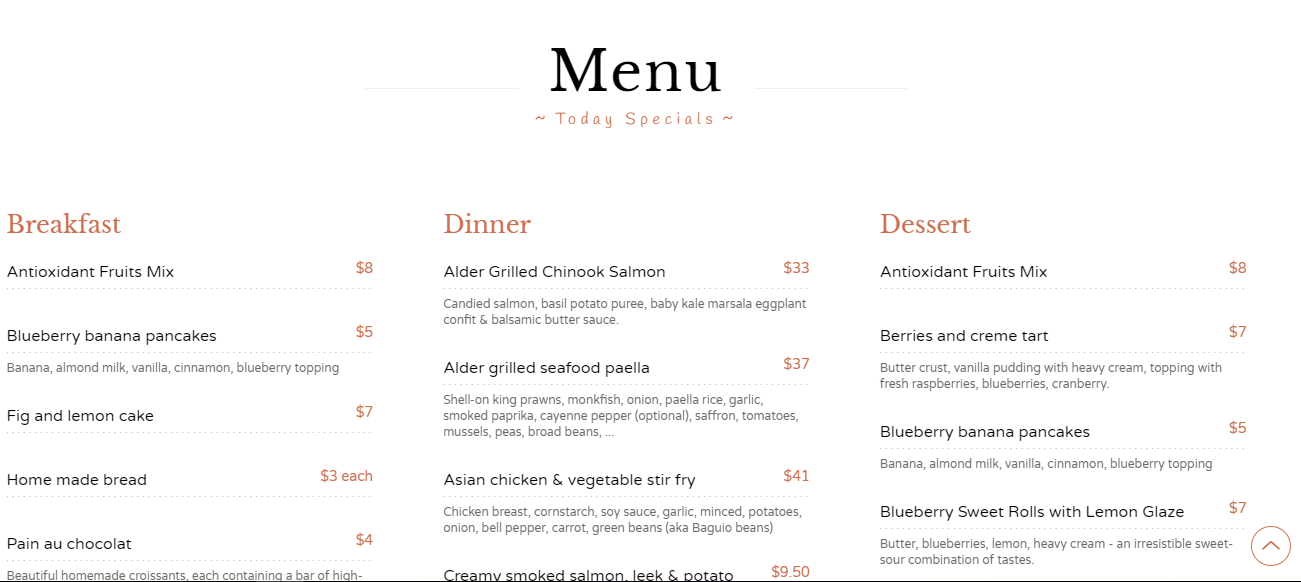 Menu
~ Today Specials ~
Breakfast
Antioxidant Fruits Mix $8
Blueberry banana pancakes $5
Banana, almond milk, vanilla, cinnamon, blueberry topping
Fig and lemon cake $7
Home made bread $3 each
Pain au chocolat $4
Beautiful homemade croissants, each containing a bar of high-
Dinner
Alder Grilled Chinook Salmon $33
Candied salmon, basil potato puree, baby kale marsala eggplant
confit & balsamic butter sauce.
Alder grilled seafood paella $37
Shell-on king prawns, monkfish, onion, paella rice, garlic,
smoked paprika, cayenne pepper (optional), saffron, tomatoes,
mussels, peas, broad beans, ...
Asian chicken & vegetable stir fry $41
Chicken breast, cornstarch, soy sauce, garlic, minced, potatoes,
onion, bell pepper, carrot, green beans (aka Baguio beans)
Creamy smoked salmon, leek & potato $9.50
Dessert
Antioxidant Fruits Mix $8
Berries and creme tart $7
Butter crust, vanilla pudding with heavy cream, topping with
fresh raspberries, blueberries, cranberry.
Blueberry banana pancakes $5
Banana, almond milk, vanilla, cinnamon, blueberry topping
Blueberry Sweet Rolls with Lemon Glaze $7
Butter, blueberries, lemon, heavy cream - an irresistible sweet-
sour combination of tastes.